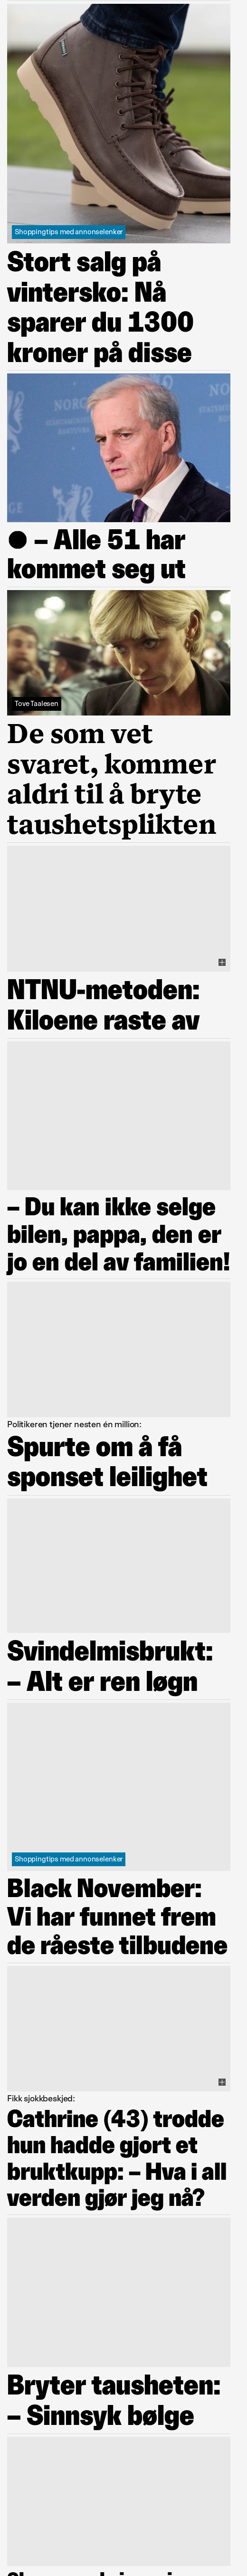 Shoppingtips med annonselenker
Stort salg på
vintersko: Nå
sparer du 1300
kroner på disse
NORG
STATSMI
● – Alle 51 har
kommet seg ut
Tove Taalesen
De som vet
svaret, kommer
aldri til å bryte
taushetsplikten
NTNU-metoden:
Kiloene raste av
– Du kan ikke selge
bilen, pappa, den er
jo en del av familien!
Politikeren tjener nesten én million:
Spurte om å få
sponset leilighet
Svindelmisbrukt:
– Alt er ren løgn
Shoppingtips med annonselenker
Black November:
Vi har funnet frem
de råeste tilbudene
Fikk sjokkbeskjed:
Cathrine (43) trodde
hun hadde gjort et
bruktkupp: – Hva i all
verden gjør jeg nå?
Bryter tausheten:
– Sinnsyk bølge